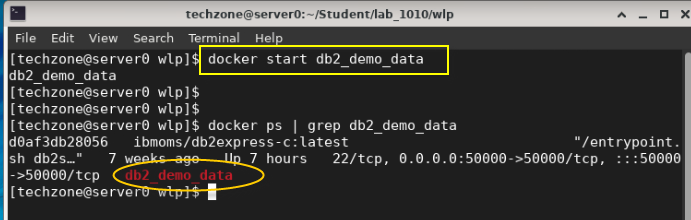 techzone@server0:~/Student/lab_1010/wlp
File Edit View Search Terminal Help
[techzone@server0 wlp]$ docker start db2_demo_data
db2_demo_data
[techzone@server0 wlp]$
[techzone@server0 wlp]$
[techzone@server0 wlp]$ docker ps | grep db2_demo_data
d0af3db28056   ibmoms/db2express-c:latest                        "/entrypoint.
sh db2s…"   7 weeks ago   Up 7 hours   22/tcp, 0.0.0.0:50000->50000/tcp, :::50000
->50000/tcp   db2_demo_data
[techzone@server0 wlp]$